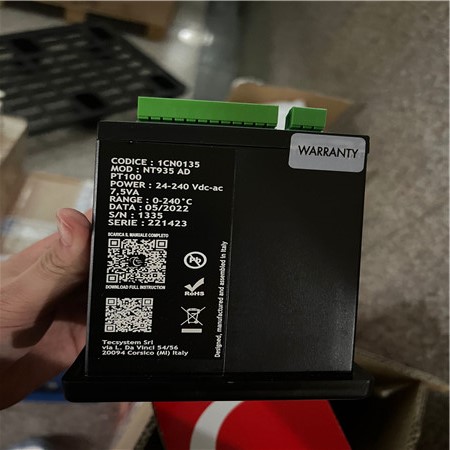 WARRANTY
CODICE : 1CN0135
MOD : NT935 AD
PT100
POWER : 24-240 Vdc-ac
7,5VA
RANGE : 0-240°C
DATA : 05/2022
S/N : 1335
SERIE : 221423
SCARICA IL MANUALE COMPLETO
DOWNLOAD FULL INSTRUCTION
Pb
RoHS
Designed, manufactured and assembled in Italy
Tecsystem Srl
via L. Da Vinci 54/56
20094 Corsico (MI) Italy